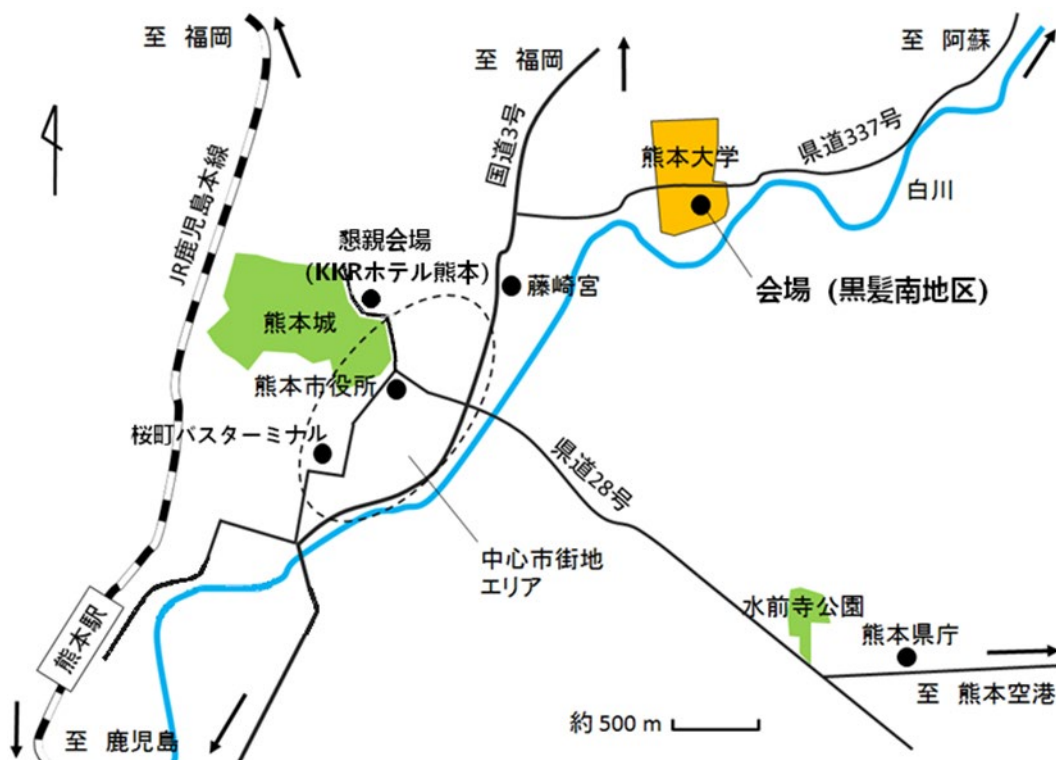 至 福岡
至 福岡
至 阿蘇
国道3号
熊本大学
県道337号
白川
JR鹿児島本線
懇親会場
(KKRホテル熊本)
藤崎宮
会場 (黒髪南地区)
熊本城
熊本市役所
桜町バスターミナル
県道28号
中心市街地
エリア
水前寺公園
熊本県庁
熊本駅
至 熊本空港
約 500 m
至 鹿児島